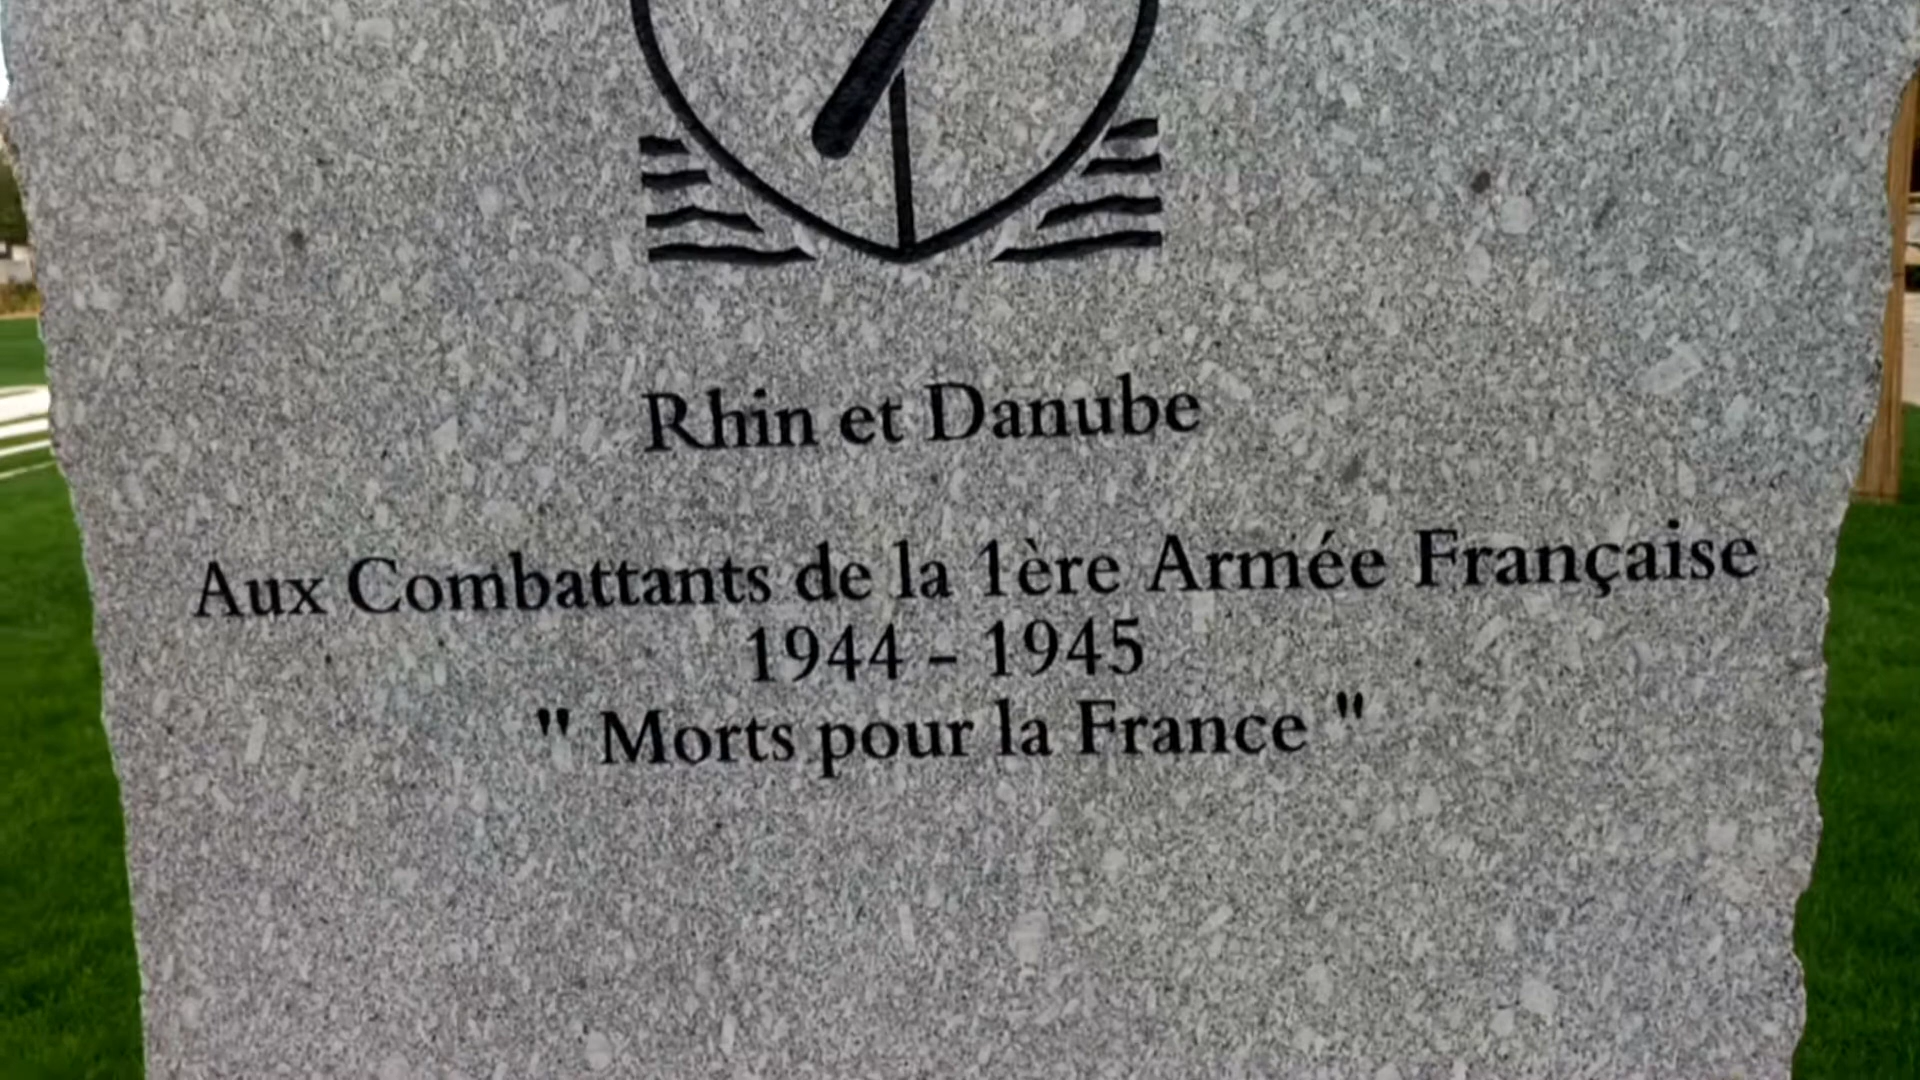 Rhin et Danube
Aux Combattants de la 1ère Armée Française
1944 - 1945
" Morts pour la France "